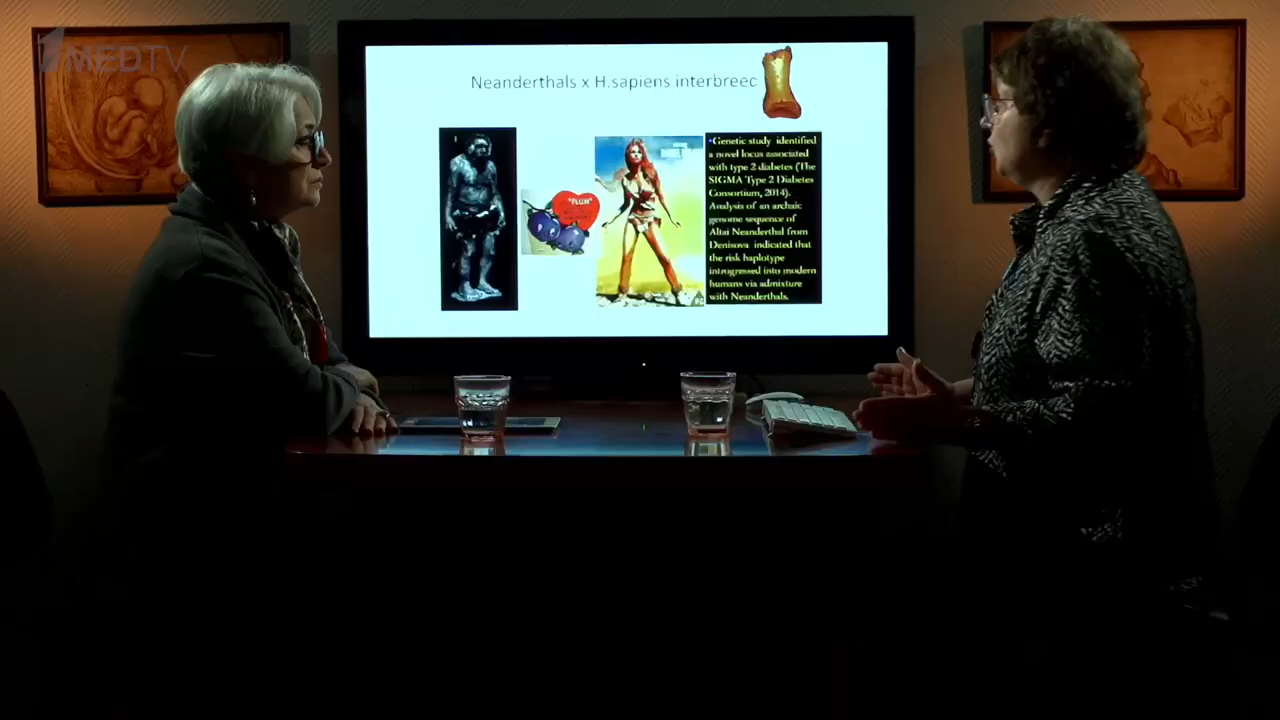 1MEDTV
Neanderthals x H.sapiens interbreec
"PLUM"
•Genetic study identified
a novel locus associated
with type 2 diabetes (The
SIGMA Type 2 Diabetes
Consortium, 2014).
Analysis of an archaic
genome sequence of
Altai Neanderthal from
Denisova indicated that
the risk haplotype
introgressed into modern
humans via admixture
with Neanderthals.